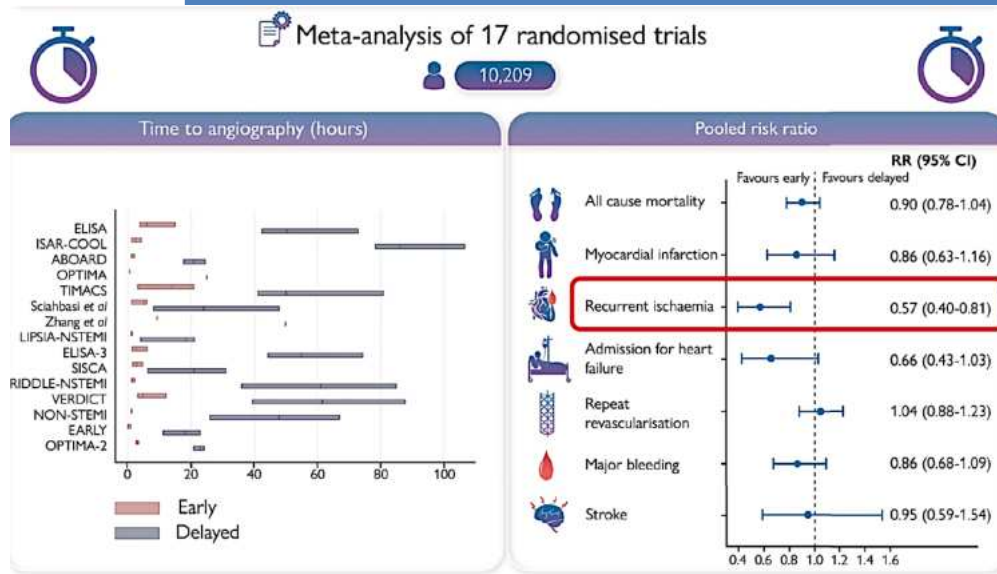 Meta-analysis of 17 randomised trials
10,209
Time to angiography (hours)
ELISA
ISAR-COOL
ABOARD
OPTIMA
TIMACS
Sciahbasi et al
Zhang et al
LIPSIA-NSTEMI
ELISA-3
SISCA
RIDDLE-NSTEMI
VERDICT
NON-STEMI
EARLY
OPTIMA-2
0 20 40 60 80 100
Early
Delayed
Pooled risk ratio
RR (95% CI)
Favours early Favours delayed
All cause mortality 0.90 (0.78-1.04)
Myocardial infarction 0.86 (0.63-1.16)
Recurrent ischaemia 0.57 (0.40-0.81)
Admission for heart
failure 0.66 (0.43-1.03)
Repeat
revascularisation 1.04 (0.88-1.23)
Major bleeding 0.86 (0.68-1.09)
Stroke 0.95 (0.59-1.54)
0.4 0.6 0.8 1.0 1.2 1.4 1.6